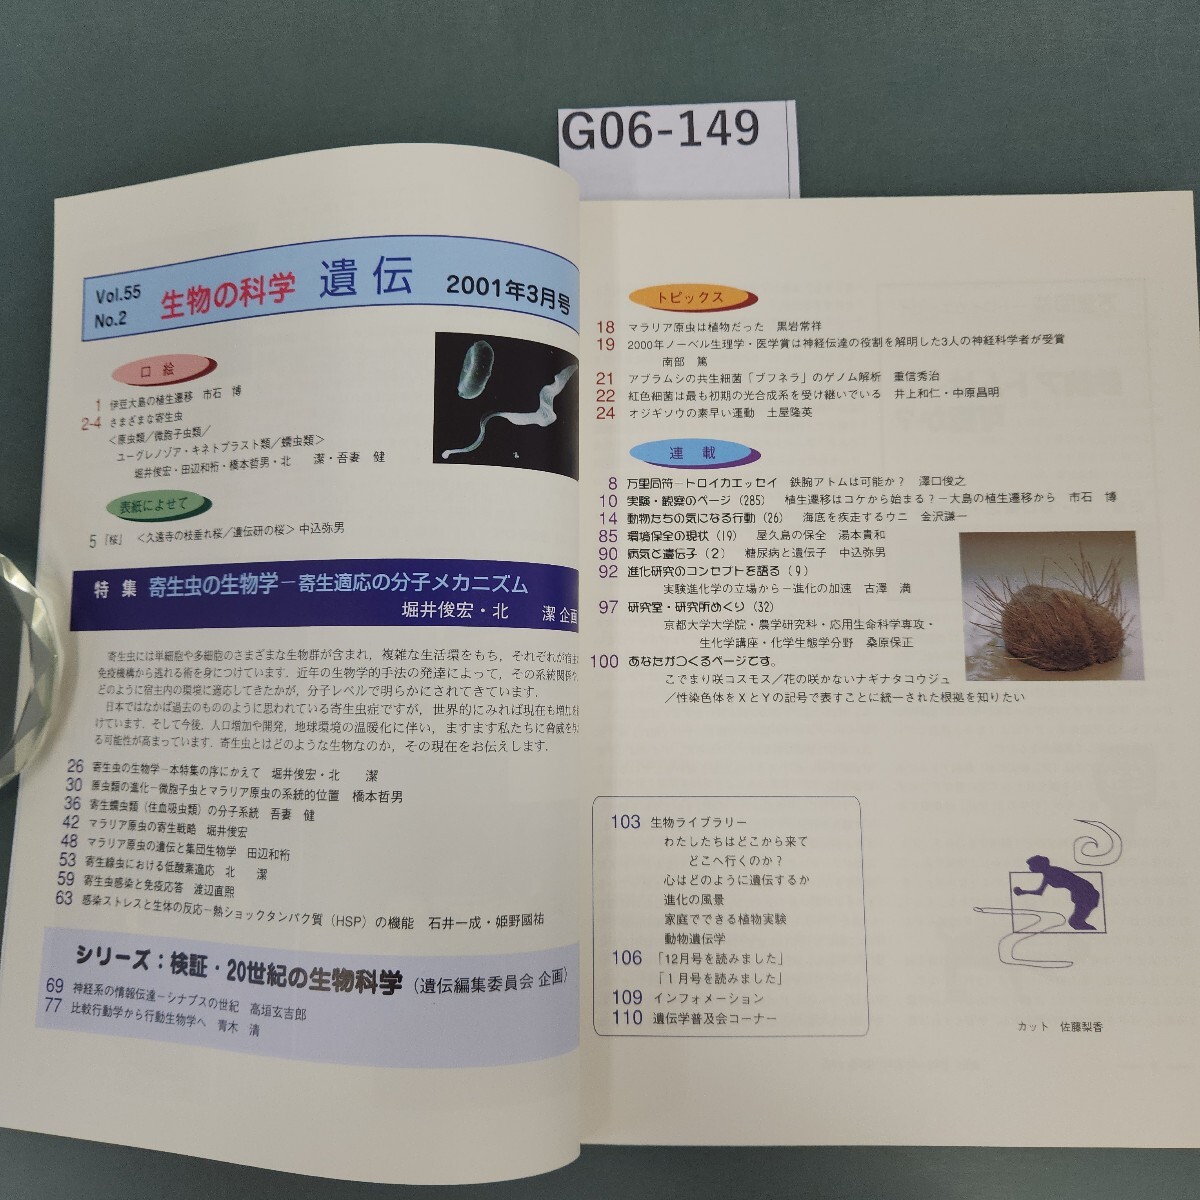 G06-149
Vol.55
No.2
生物の科学 遺伝 2001年3月号
口絵
1 伊豆大島の植生遷移 市石 博
2-4 さまざまな寄生虫
<原虫類/微胞子虫類/
ユーグレノゾア・キネトプラスト類/蠕虫類>
堀井俊宏・田辺和裄・橋本哲男・北 潔・吾妻 健
表紙によせて
5 『桜』 <久遠寺の枝垂れ桜/遺伝研の桜> 中込弥男
特集 寄生虫の生物学－寄生適応の分子メカニズム
堀井俊宏・北 潔 企画
寄生虫には単細胞や多細胞のさまざまな生物群が含まれ，複雑な生活環をもち，それぞれが宿主
免疫機構から逃れる術を身につけています．近年の生物学的手法の発達によって，その系統関係や
どのように宿主内の環境に適応してきたかが，分子レベルで明らかにされてきています．
日本ではなかば過去のもののように思われている寄生虫症ですが，世界的にみれば現在も増加
けています．そして今後，人口増加や開発，地球環境の温暖化に伴い，ますます私たちに脅威を与
る可能性が高まっています．寄生虫とはどのような生物なのか，その現在をお伝えします．
26 寄生虫の生物学－本特集の序にかえて 堀井俊宏・北 潔
30 原虫類の進化－微胞子虫とマラリア原虫の系統的位置 橋本哲男
36 寄生蠕虫類（住血吸虫類）の分子系統 吾妻 健
42 マラリア原虫の寄生戦略 堀井俊宏
48 マラリア原虫の遺伝と集団生物学 田辺和裄
53 寄生線虫における低酸素適応 北 潔
59 寄生虫感染と免疫応答 渡辺直熙
63 感染ストレスと生体の反応－熱ショックタンパク質（HSP）の機能 石井一成・姫野國祐
シリーズ：検証・20世紀の生物科学（遺伝編集委員会 企画）
69 神経系の情報伝達－シナプスの世紀 高垣玄吉郎
77 比較行動学から行動生物学へ 青木 清
トピックス
18 マラリア原虫は植物だった 黒岩常祥
19 2000年ノーベル生理学・医学賞は神経伝達の役割を解明した3人の神経科学者が受賞
南部 篤
21 アブラムシの共生細菌「ブフネラ」のゲノム解析 重信秀治
22 紅色細菌は最も初期の光合成系を受け継いでいる 井上和仁・中原昌明
24 オジギソウの素早い運動 土屋隆英
連載
8 万里同符－トロイカエッセイ 鉄腕アトムは可能か？ 澤口俊之
10 実験・観察のページ（285） 植生遷移はコケから始まる？－大島の植生遷移から 市石 博
14 動物たちの気になる行動（26） 海底を疾走するウニ 金沢謙一
85 環境保全の現状（19） 屋久島の保全 湯本貴和
90 病気と遺伝子（2） 糖尿病と遺伝子 中込弥男
92 進化研究のコンセプトを語る（9）
実験進化学の立場から－進化の加速 古澤 満
97 研究室・研究所めぐり（32）
京都大学大学院・農学研究科・応用生命科学専攻・
生化学講座・化学生態学分野 桑原保正
100 あなたがつくるページです。
こでまり咲コスモス/花の咲かないナギナタコウジュ
/性染色体をXとYの記号で表すことに統一された根拠を知りたい
103 生物ライブラリー
わたしたちはどこから来て
どこへ行くのか？
心はどのように遺伝するか
進化の風景
家庭でできる植物実験
動物遺伝学
106 「12月号を読みました」
「1月号を読みました」
109 インフォメーション
110 遺伝学普及会コーナー
カット 佐藤梨香